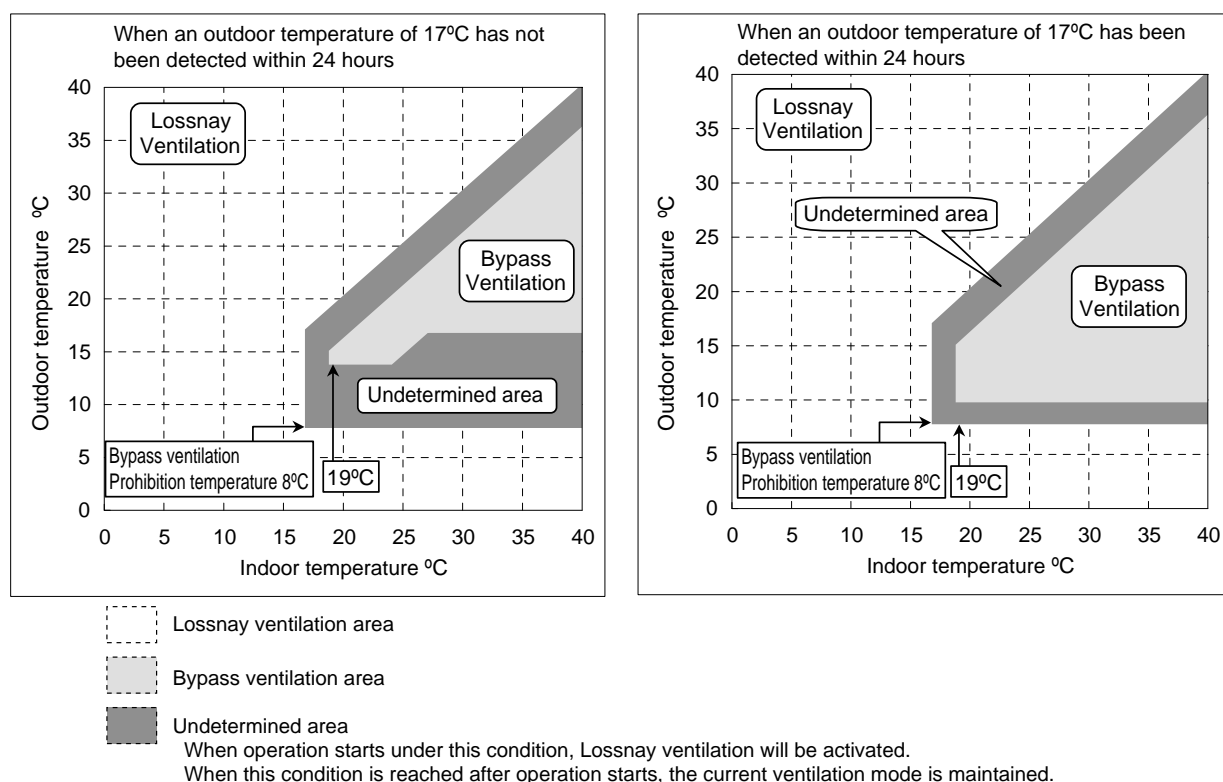 When an outdoor temperature of 17ºC has not
been detected within 24 hours
40
35
30
25
20
15
10
5
0
Outdoor temperature ºC
Lossnay
Ventilation
Bypass
Ventilation
Undetermined area
Bypass ventilation
Prohibition temperature 8ºC
19ºC
0 5 10 15 20 25 30 35 40
Indoor temperature ºC
When an outdoor temperature of 17ºC has been
detected within 24 hours
40
35
30
25
20
15
10
5
0
Outdoor temperature ºC
Lossnay
Ventilation
Undetermined area
Bypass
Ventilation
Bypass ventilation
Prohibition temperature 8ºC
19ºC
0 5 10 15 20 25 30 35 40
Indoor temperature ºC
Lossnay ventilation area
Bypass ventilation area
Undetermined area
When operation starts under this condition, Lossnay ventilation will be activated.
When this condition is reached after operation starts, the current ventilation mode is maintained.